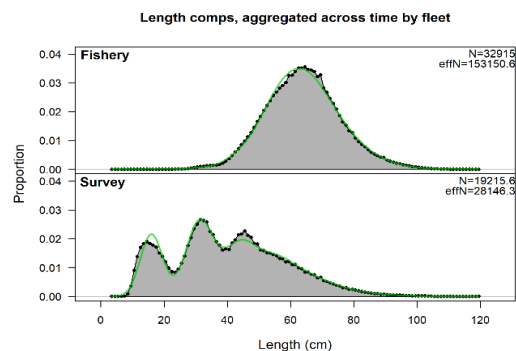 Length comps, aggregated across time by fleet
Fishery
N=32915
effN=153150.6
0.04
0.03
0.02
0.01
0.00
Survey
N=19215.6
effN=28146.3
0.04
0.03
0.02
0.01
0.00
Proportion
0 20 40 60 80 100 120
Length (cm)